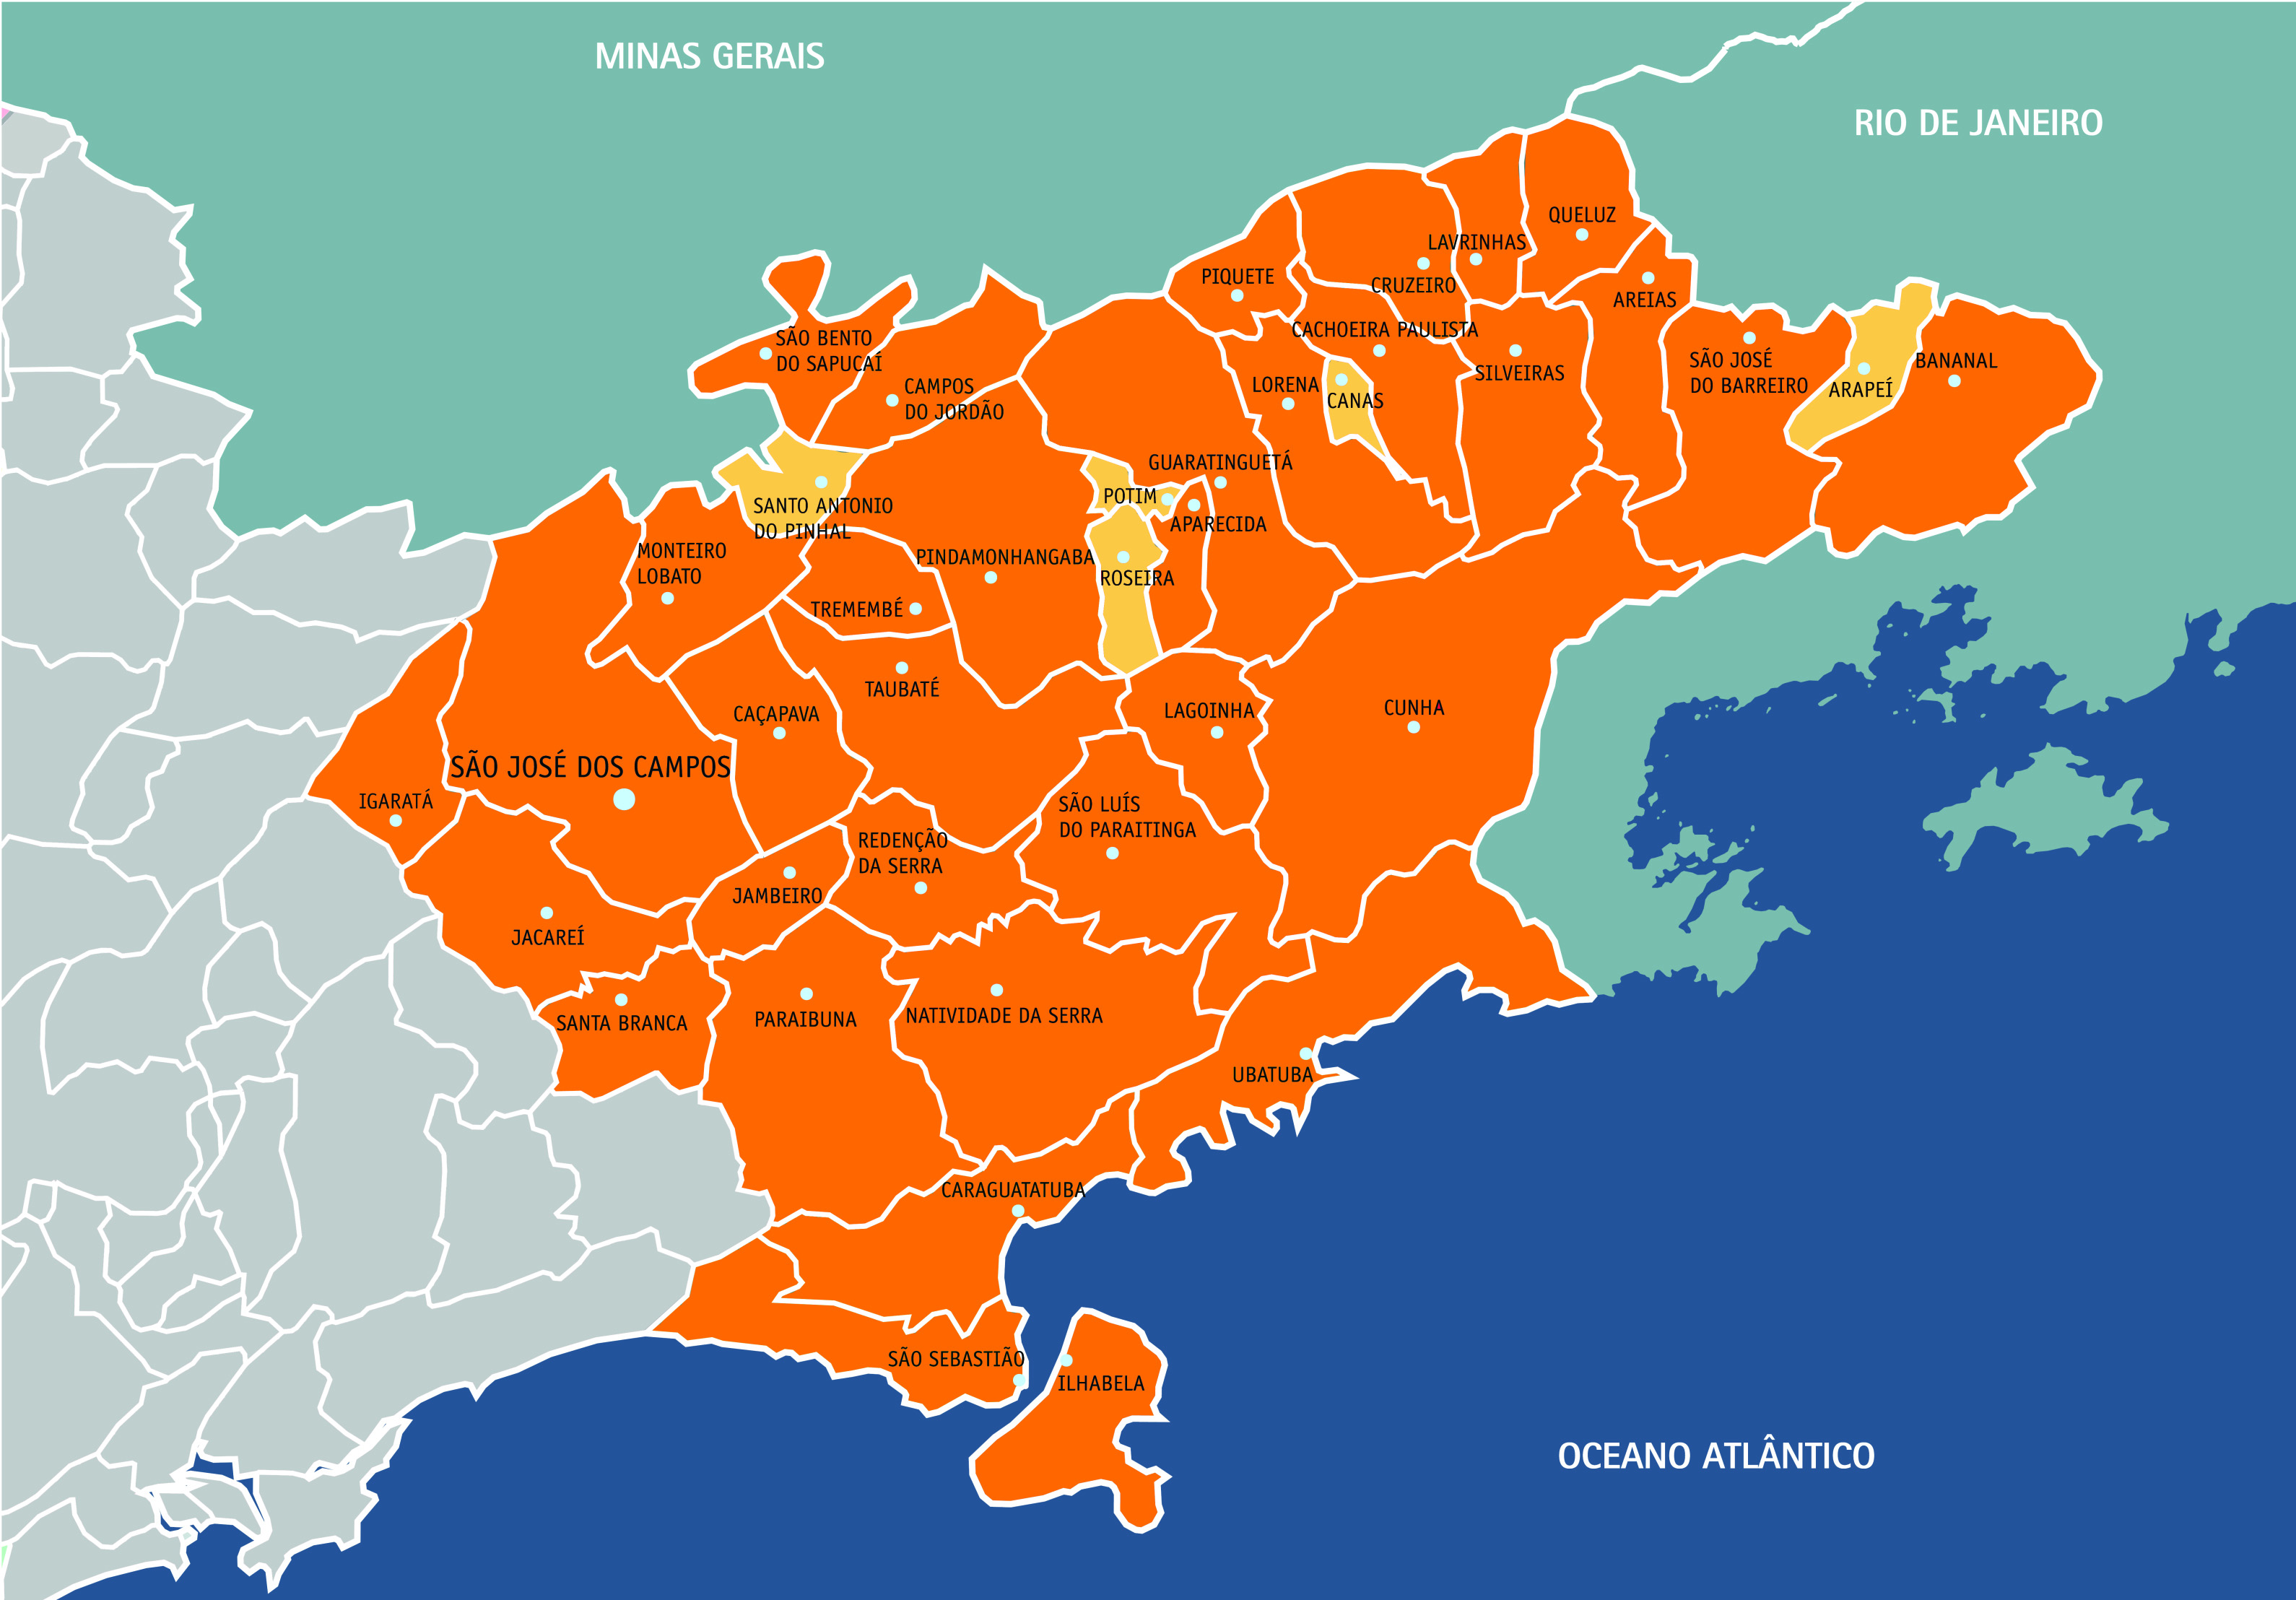 MINAS GERAIS
RIO DE JANEIRO
QUELUZ
LAVRINHAS
PIQUETE
CRUZEIRO
AREIAS
CACHOEIRA PAULISTA
SÃO BENTO
DO SAPUCAÍ
SÃO JOSÉ
DO BARREIRO
BANANAL
ARAPEÍ
SILVEIRAS
LORENA
CANAS
CAMPOS
DO JORDÃO
GUARATINGUETÁ
POTIM
APARECIDA
SANTO ANTONIO
DO PINHAL
MONTEIRO
LOBATO
PINDAMONHANGABA
ROSEIRA
TREMEMBÉ
TAUBATÉ
CAÇAPAVA
LAGOINHA
CUNHA
SÃO JOSÉ DOS CAMPOS
IGARATÁ
SÃO LUÍS
DO PARAITINGA
REDENÇÃO
DA SERRA
JAMBEIRO
JACAREÍ
SANTA BRANCA
PARAIBUNA
NATIVIDADE DA SERRA
UBATUBA
CARAGUATATUBA
SÃO SEBASTIÃO
ILHABELA
OCEANO ATLÂNTICO